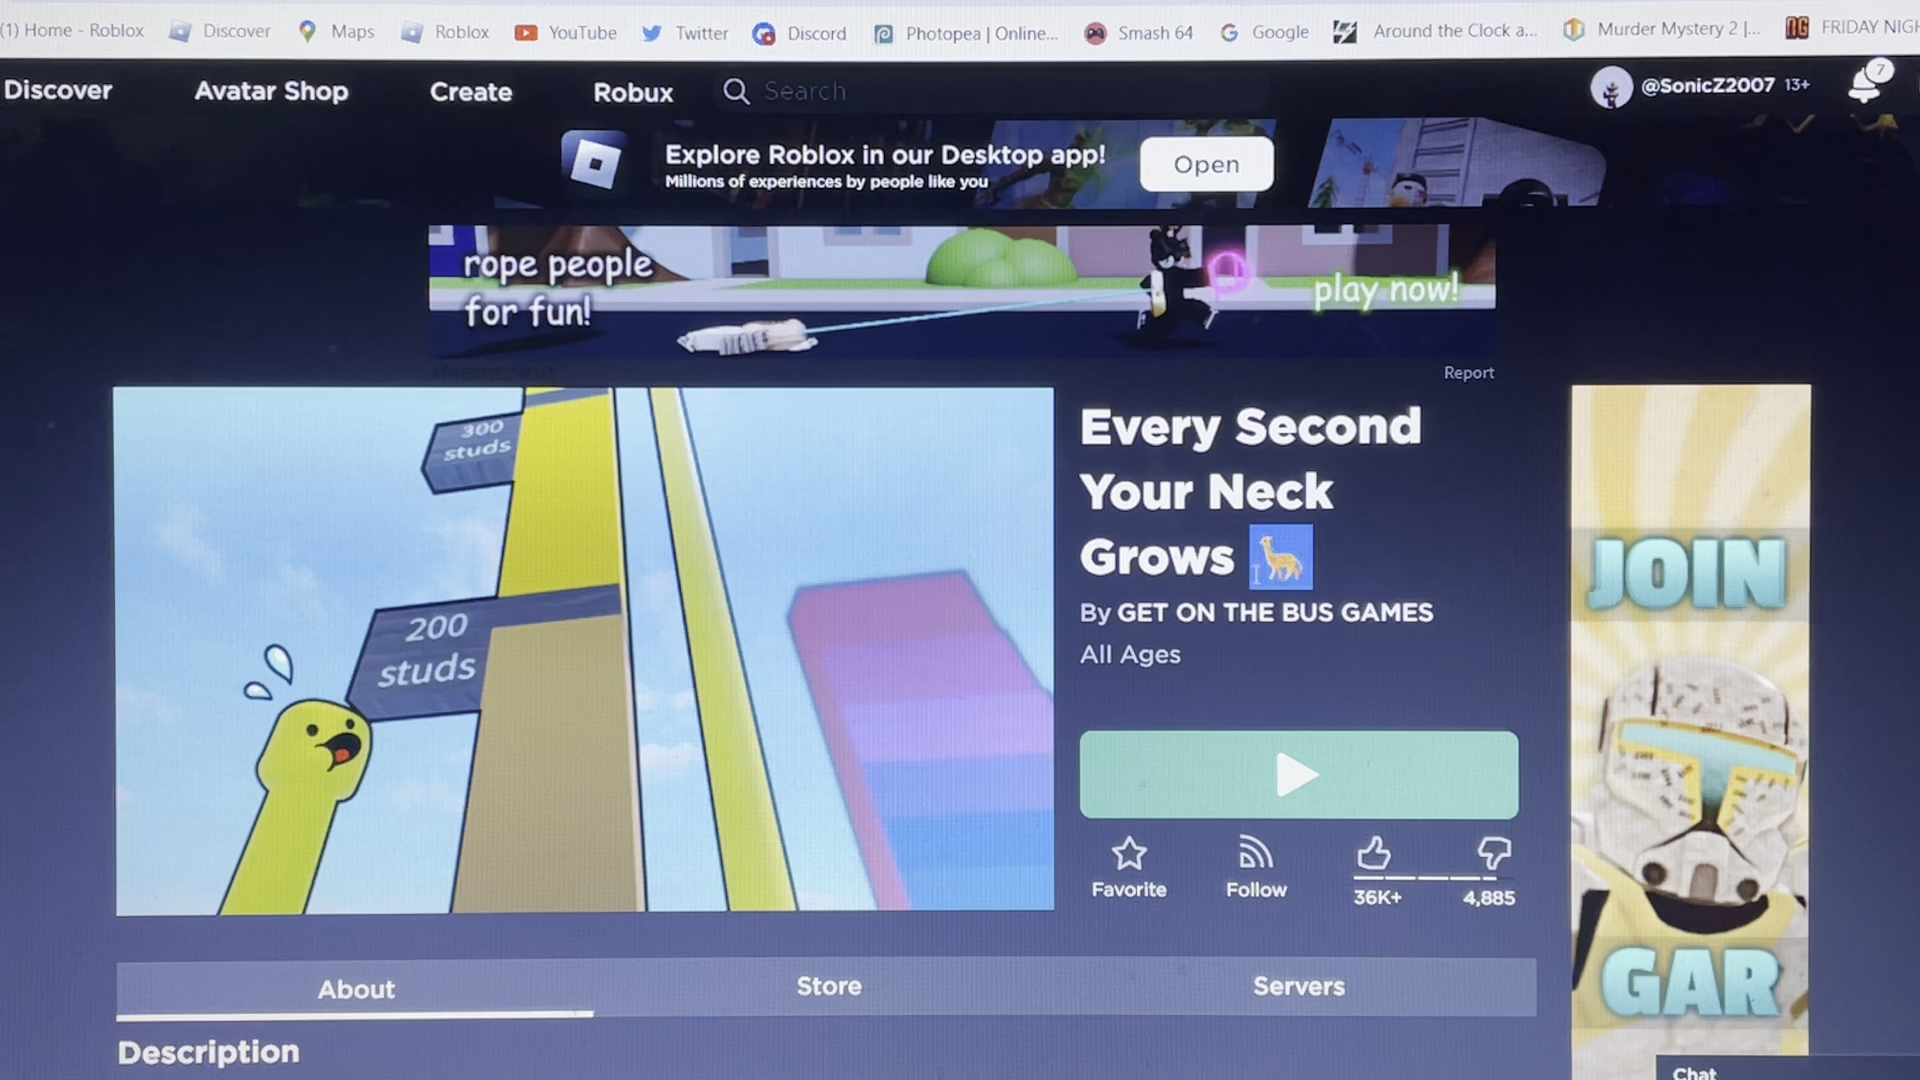 (1) Home - Roblox Discover Maps Roblox YouTube Twitter Discord Photopea | Online... Smash 64 Google Around the Clock a... Murder Mystery 2 |... FRIDAY NIGH
Discover Avatar Shop Create Robux Search @SonicZ2007 13+ 7
Explore Roblox in our Desktop app!
Millions of experiences by people like you
Open
rope people
for fun!
play now!
ADVERTISEMENT
Report
300
studs
200
studs
Every Second
Your Neck
Grows
By GET ON THE BUS GAMES
All Ages
Favorite Follow 36K+ 4,885
JOIN
GAR
About Store Servers
Description
Chat